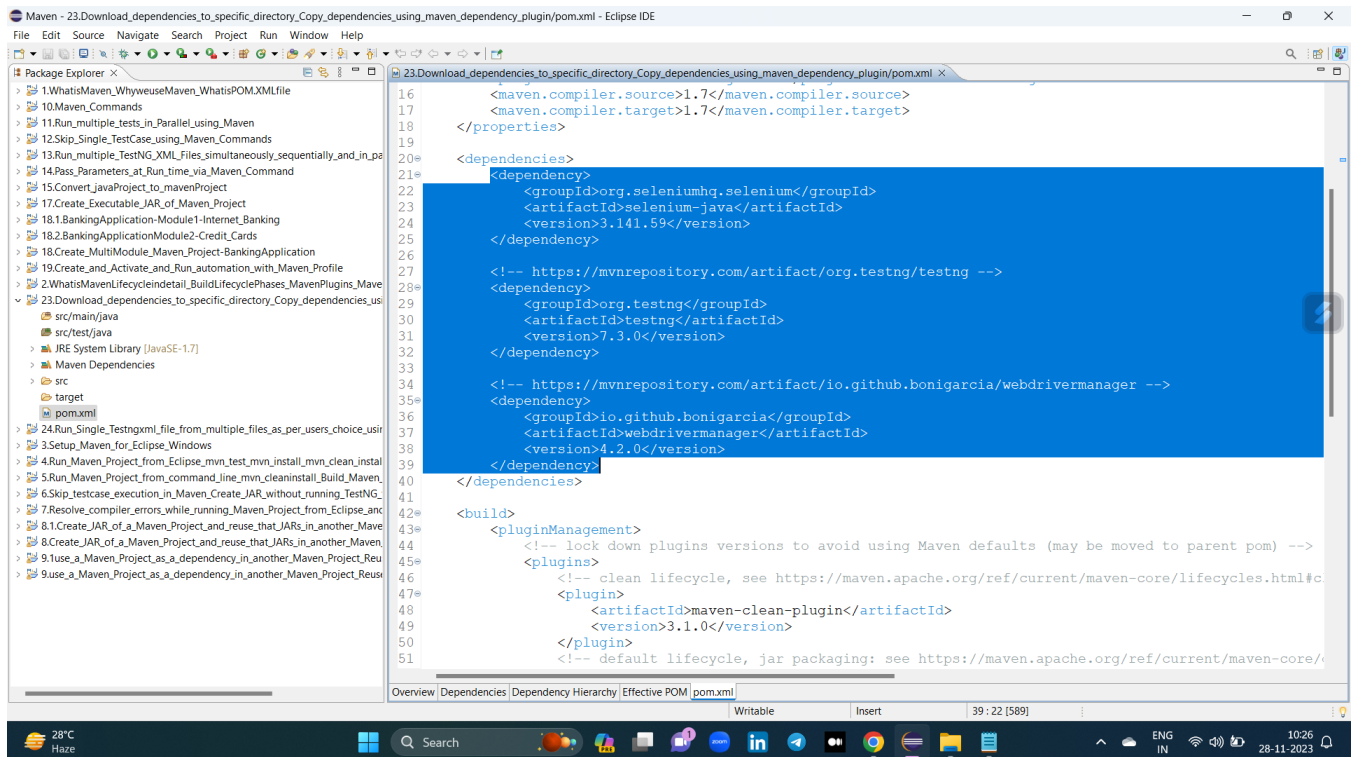 Maven - 23.Download_dependencies_to_specific_directory_Copy_dependencies_using_maven_dependency_plugin/pom.xml - Eclipse IDE
File Edit Source Navigate Search Project Run Window Help
Package Explorer
1.WhatisMaven_WhyweuseMaven_WhatisPOM.XMLfile
10.Maven_Commands
11.Run_multiple_tests_in_Parallel_using_Maven
12.Skip_Single_TestCase_using_Maven_Commands
13.Run_multiple_TestNG_XML_Files_simultaneously_sequentially_and_in_pa
14.Pass_Parameters_at_Run_time_via_Maven_Command
15.Convert_javaProject_to_mavenProject
17.Create_Executable_JAR_of_Maven_Project
18.1.BankingApplication-Module1-Internet_Banking
18.2.BankingApplicationModule2-Credit_Cards
18.Create_MultiModule_Maven_Project-BankingApplication
19.Create_and_Activate_and_Run_automation_with_Maven_Profile
2.WhatisMavenLifecycleindetail_BuildLifecyclePhases_MavenPlugins_Mave
23.Download_dependencies_to_specific_directory_Copy_dependencies_usi
src/main/java
src/test/java
JRE System Library [JavaSE-1.7]
Maven Dependencies
src
target
pom.xml
24.Run_Single_Testngxml_file_from_multiple_files_as_per_users_choice_usin
3.Setup_Maven_for_Eclipse_Windows
4.Run_Maven_Project_from_Eclipse_mvn_test_mvn_install_mvn_clean_instal
5.Run_Maven_Project_from_command_line_mvn_cleaninstall_Build_Maven_
6.Skip_testcase_execution_in_Maven_Create_JAR_without_running_TestNG_
7.Resolve_compiler_errors_while_running_Maven_Project_from_Eclipse_and
8.1.Create_JAR_of_a_Maven_Project_and_reuse_that_JARs_in_another_Mave
8.Create_JAR_of_a_Maven_Project_and_reuse_that_JARs_in_another_Maven_
9.1use_a_Maven_Project_as_a_dependency_in_another_Maven_Project_Reu
9.use_a_Maven_Project_as_a_dependency_in_another_Maven_Project_Reuse
23.Download_dependencies_to_specific_directory_Copy_dependencies_using_maven_dependency_plugin/pom.xml
16 <maven.compiler.source>1.7</maven.compiler.source>
17 <maven.compiler.target>1.7</maven.compiler.target>
18 </properties>
19
20 <dependencies>
21 <dependency>
22 <groupId>org.seleniumhq.selenium</groupId>
23 <artifactId>selenium-java</artifactId>
24 <version>3.141.59</version>
25 </dependency>
26
27 <!-- https://mvnrepository.com/artifact/org.testng/testng -->
28 <dependency>
29 <groupId>org.testng</groupId>
30 <artifactId>testng</artifactId>
31 <version>7.3.0</version>
32 </dependency>
33
34 <!-- https://mvnrepository.com/artifact/io.github.bonigarcia/webdrivermanager -->
35 <dependency>
36 <groupId>io.github.bonigarcia</groupId>
37 <artifactId>webdrivermanager</artifactId>
38 <version>4.2.0</version>
39 </dependency>
40 </dependencies>
41
42 <build>
43 <pluginManagement>
44 <!-- lock down plugins versions to avoid using Maven defaults (may be moved to parent pom) -->
45 <plugins>
46 <!-- clean lifecycle, see https://maven.apache.org/ref/current/maven-core/lifecycles.html#c
47 <plugin>
48 <artifactId>maven-clean-plugin</artifactId>
49 <version>3.1.0</version>
50 </plugin>
51 <!-- default lifecycle, jar packaging: see https://maven.apache.org/ref/current/maven-core/
Overview Dependencies Dependency Hierarchy Effective POM pom.xml
Writable Insert 39 : 22 [589]
28°C
Haze
Search
PRE
1
zoom
in
ENG
IN
10:26
28-11-2023